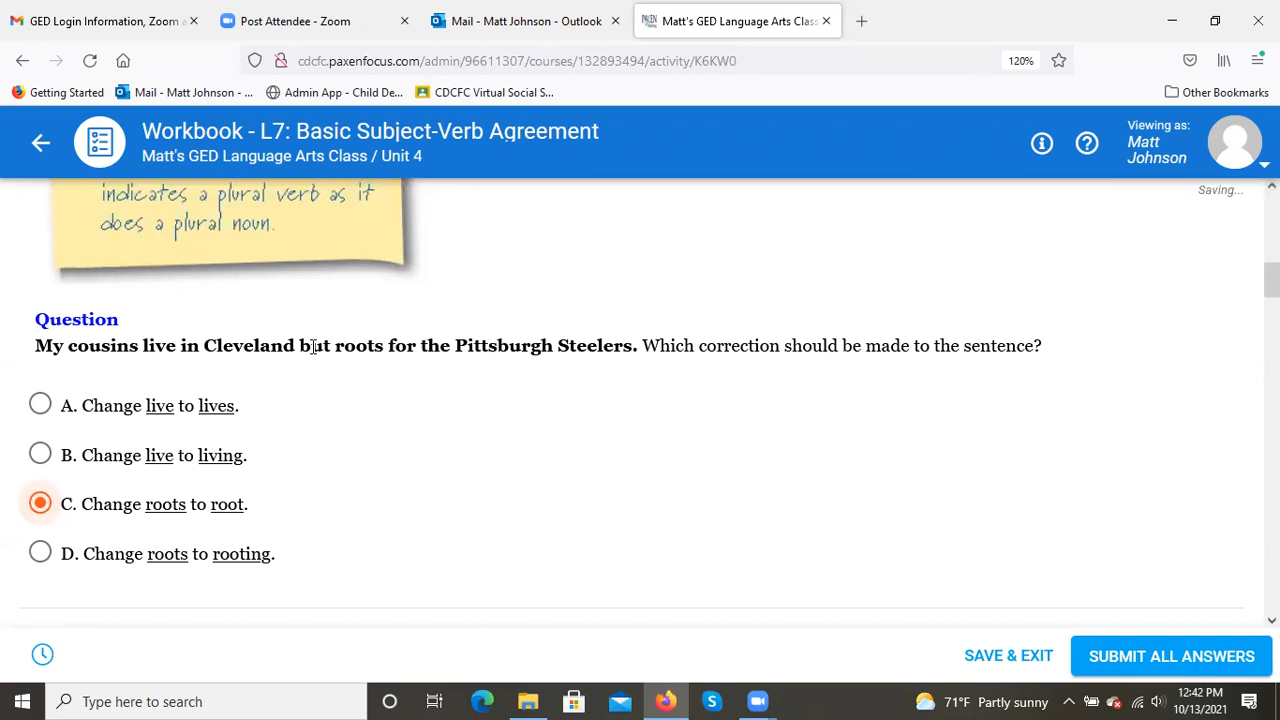 GED Login Information, Zoom a
Post Attendee - Zoom
Mail - Matt Johnson - Outlook
Matt's GED Language Arts Clas
cdcfc.paxenfocus.com/admin/96611307/courses/132893494/activity/K6KW0
120%
Getting Started
Mail - Matt Johnson - ...
Admin App - Child De...
CDCFC Virtual Social S...
Other Bookmarks
Workbook - L7: Basic Subject-Verb Agreement
Matt's GED Language Arts Class / Unit 4
Viewing as:
Matt
Johnson
Saving...
indicates a plural verb as it
does a plural noun.
Question
My cousins live in Cleveland but roots for the Pittsburgh Steelers. Which correction should be made to the sentence?
A. Change live to lives.
B. Change live to living.
C. Change roots to root.
D. Change roots to rooting.
SAVE & EXIT
SUBMIT ALL ANSWERS
Type here to search
71°F Partly sunny
12:42 PM
10/13/2021